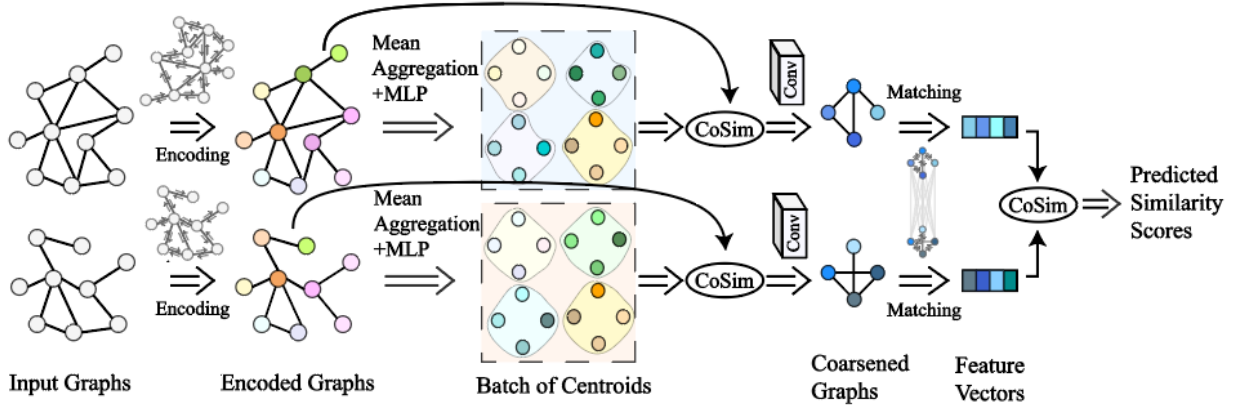 Encoding
Mean
Aggregation
+MLP
CoSim
Conv
Matching
Encoding
Mean
Aggregation
+MLP
CoSim
Conv
Matching
CoSim
Predicted
Similarity
Scores
Input Graphs
Encoded Graphs
Batch of Centroids
Coarsened
Graphs
Feature
Vectors